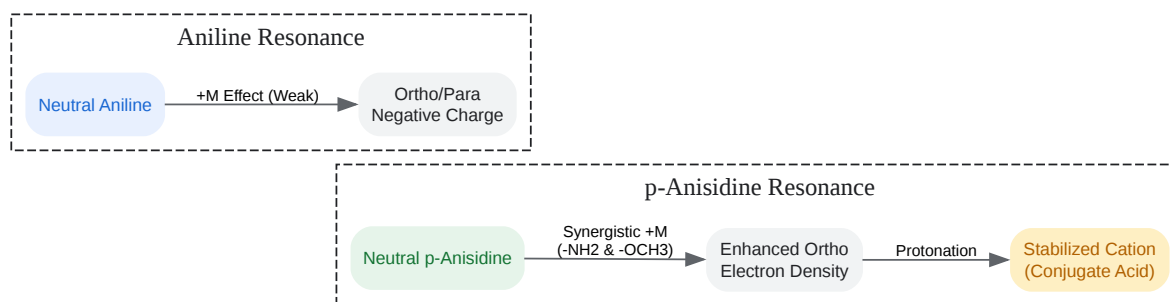 Aniline Resonance
Neutral Aniline
+M Effect (Weak)
Ortho/Para
Negative Charge
p-Anisidine Resonance
Neutral p-Anisidine
Synergistic +M
(-NH2 & -OCH3)
Enhanced Ortho
Electron Density
Protonation
Stabilized Cation
(Conjugate Acid)